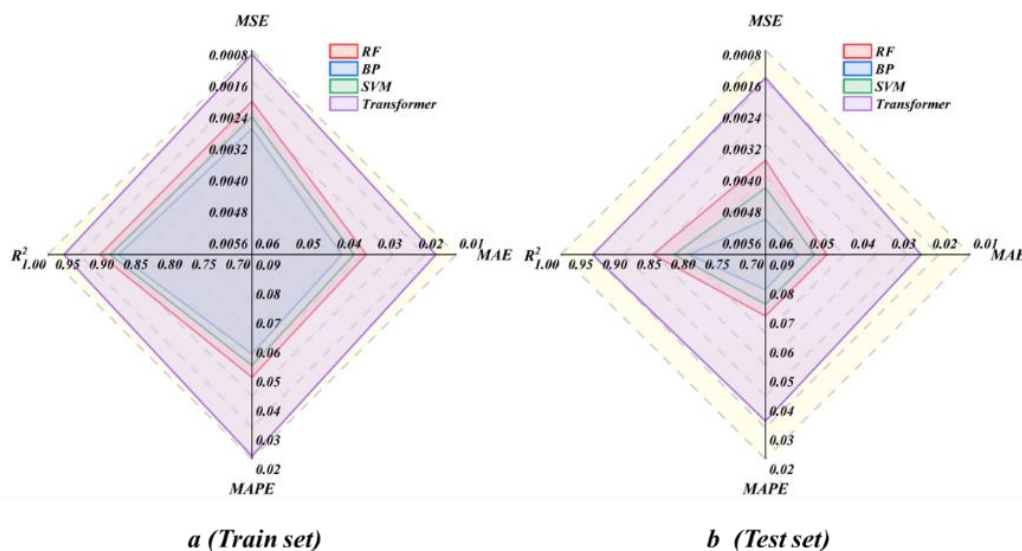 MSE
0.0008
0.0016
0.0024
0.0032
0.0040
0.0048
0.0056
RF
BP
SVM
Transformer
0.06 0.05 0.04 0.03 0.02 0.01
MAE
R²
1.00 0.95 0.90 0.85 0.80 0.75 0.70
0.09
0.08
0.07
0.06
0.05
0.04
0.03
0.02
MAPE
a (Train set)
MSE
0.0008
0.0016
0.0024
0.0032
0.0040
0.0048
0.0056
RF
BP
SVM
Transformer
0.06 0.05 0.04 0.03 0.02 0.01
MAE
R²
1.00 0.95 0.90 0.85 0.80 0.75 0.70
0.09
0.08
0.07
0.06
0.05
0.04
0.03
0.02
MAPE
b (Test set)